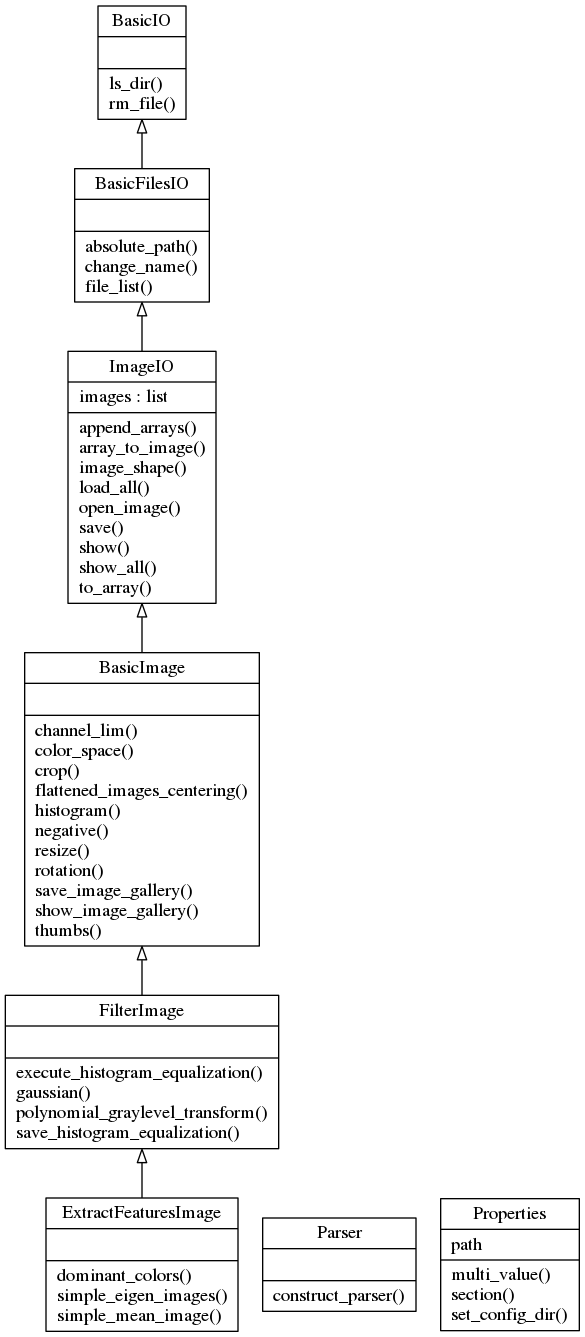 BasicIO
ls_dir()
rm_file()
BasicFilesIO
absolute_path()
change_name()
file_list()
ImageIO
images : list
append_arrays()
array_to_image()
image_shape()
load_all()
open_image()
save()
show()
show_all()
to_array()
BasicImage
channel_lim()
color_space()
crop()
flattened_images_centering()
histogram()
negative()
resize()
rotation()
save_image_gallery()
show_image_gallery()
thumbs()
FilterImage
execute_histogram_equalization()
gaussian()
polynomial_graylevel_transform()
save_histogram_equalization()
ExtractFeaturesImage
dominant_colors()
simple_eigen_images()
simple_mean_image()
Parser
construct_parser()
Properties
path
multi_value()
section()
set_config_dir()